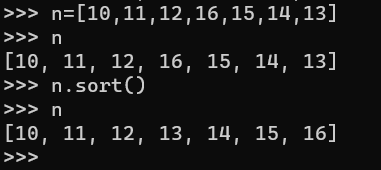 >>> n=[10,11,12,16,15,14,13]
>>> n
[10, 11, 12, 16, 15, 14, 13]
>>> n.sort()
>>> n
[10, 11, 12, 13, 14, 15, 16]
>>>